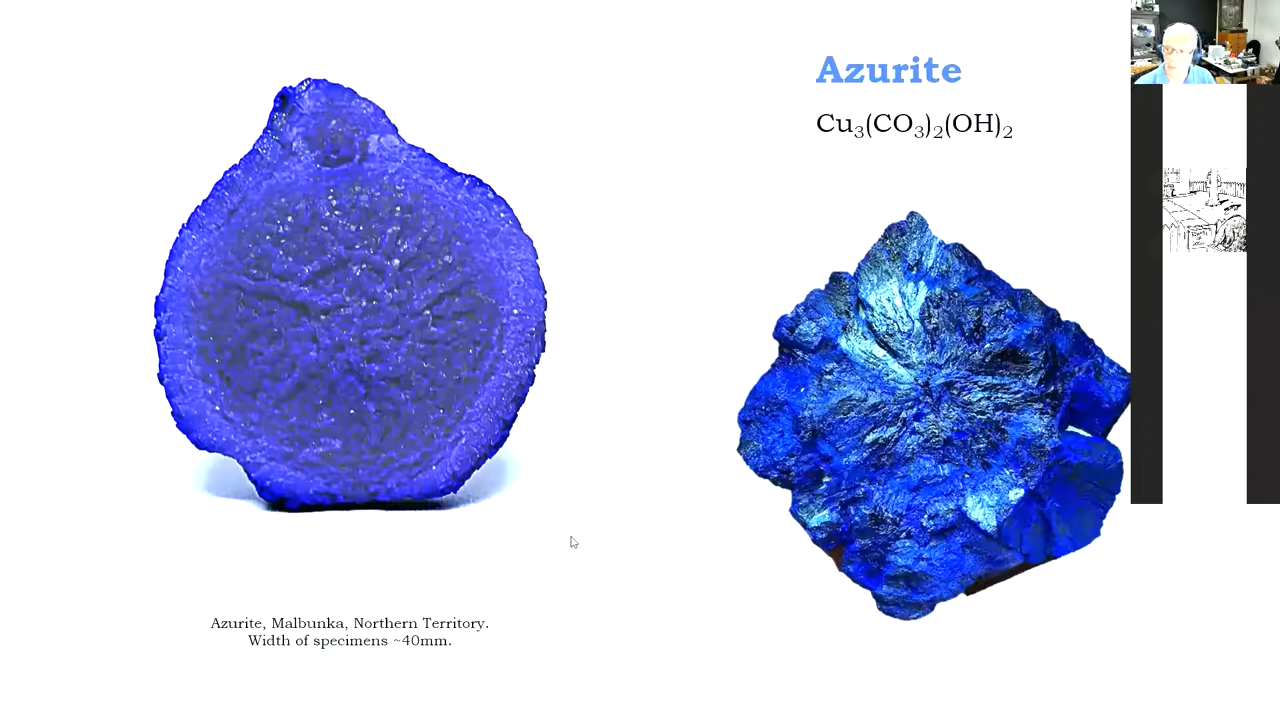 Azurite
Cu₃(CO₃)₂(OH)₂
Azurite, Malbunka, Northern Territory.
Width of specimens ~40mm.